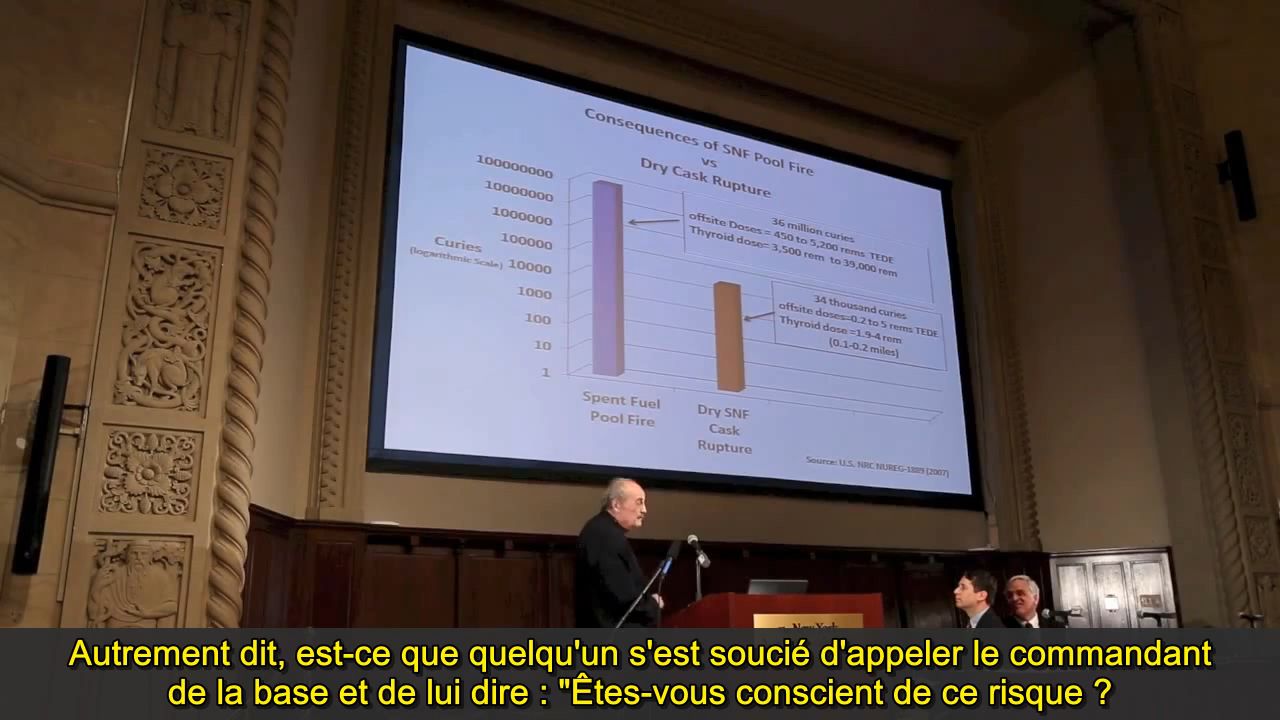 Consequences of SNF Pool Fire
vs
Dry Cask Rupture
100000000
10000000
1000000
100000
10000
1000
100
10
1
Curies
(logarithmic Scale)
36 million curies
offsite Doses = 450 to 5,200 rems TEDE
Thyroid dose= 3,500 rem to 39,000 rem
34 thousand curies
offsite doses=0.2 to 5 rems TEDE
Thyroid dose =1.9-4 rem
(0.1-0.2 miles)
Spent Fuel
Pool Fire
Dry SNF
Cask
Rupture
Source: U.S. NRC NUREG-1889 (2007)
New York
Autrement dit, est-ce que quelqu'un s'est soucié d'appeler le commandant
de la base et de lui dire : "Êtes-vous conscient de ce risque ?